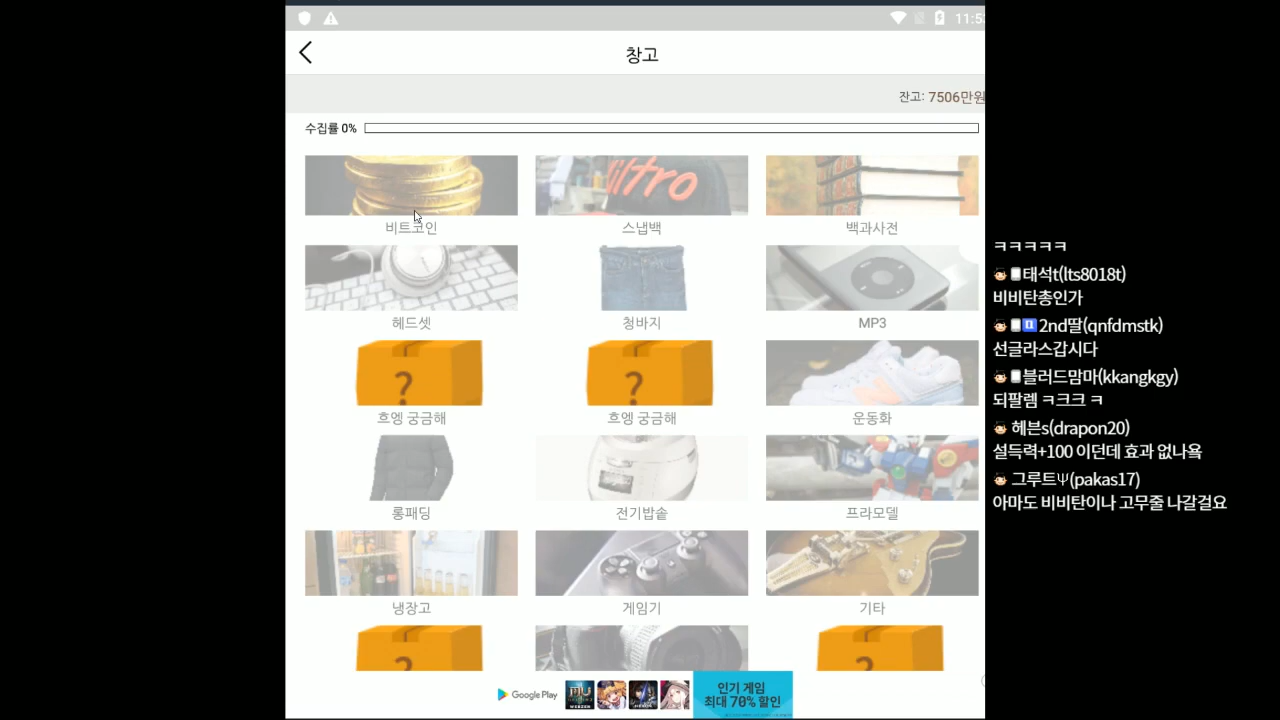 11:5
창고
잔고: 7506만원
수집률 0%
비트코인
스냅백
백과사전
헤드셋
청바지
MP3
흐엥 궁금해
흐엥 궁금해
운동화
롱패딩
전기밥솥
프라모델
냉장고
게임기
기타
Google Play
인기 게임
최대 70% 할인
ㅋㅋㅋㅋㅋ
태석t(lts8018t)
비비탄총인가
2nd딸(qnfdmstk)
선글라스갑시다
블러드맘마(kkangkgy)
되팔렘 ㅋ크크 ㅋ
헤븐s(drapon20)
설득력+100 이던데 효과 없나욕
그루트Ψ(pakas17)
아마도 비비탄이나 고무줄 나갈걸요